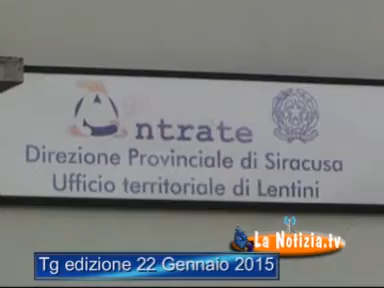 ntrate
Direzione Provinciale di Siracusa
Ufficio territoriale di Lentini
La Notizia.tv
Tg edizione 22 Gennaio 2015